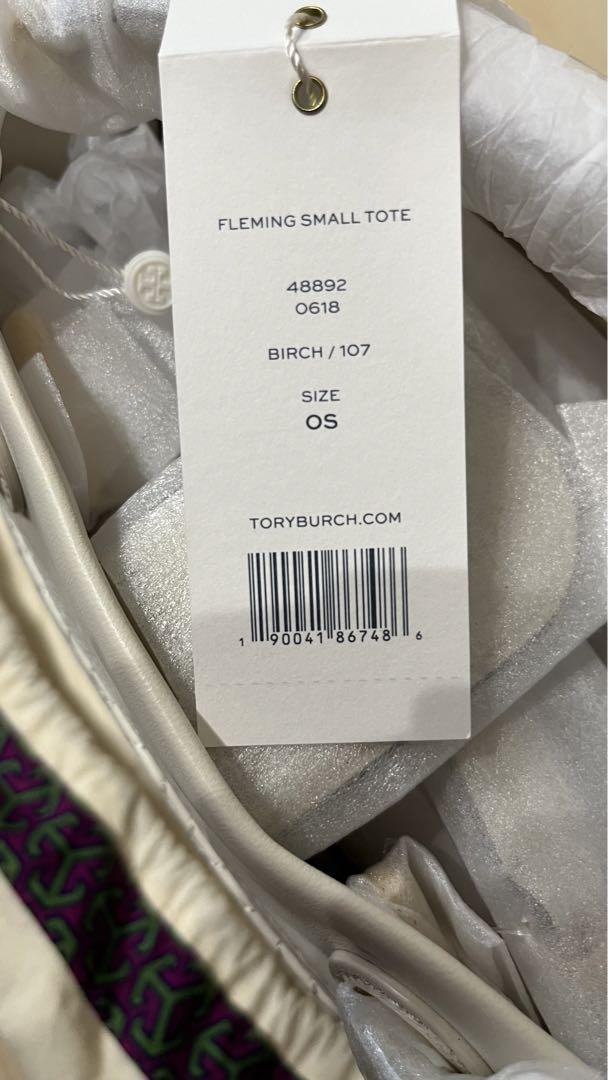 FLEMING SMALL TOTE
48892
0618
BIRCH / 107
SIZE
OS
TORYBURCH.COM
1 90041 86748 6